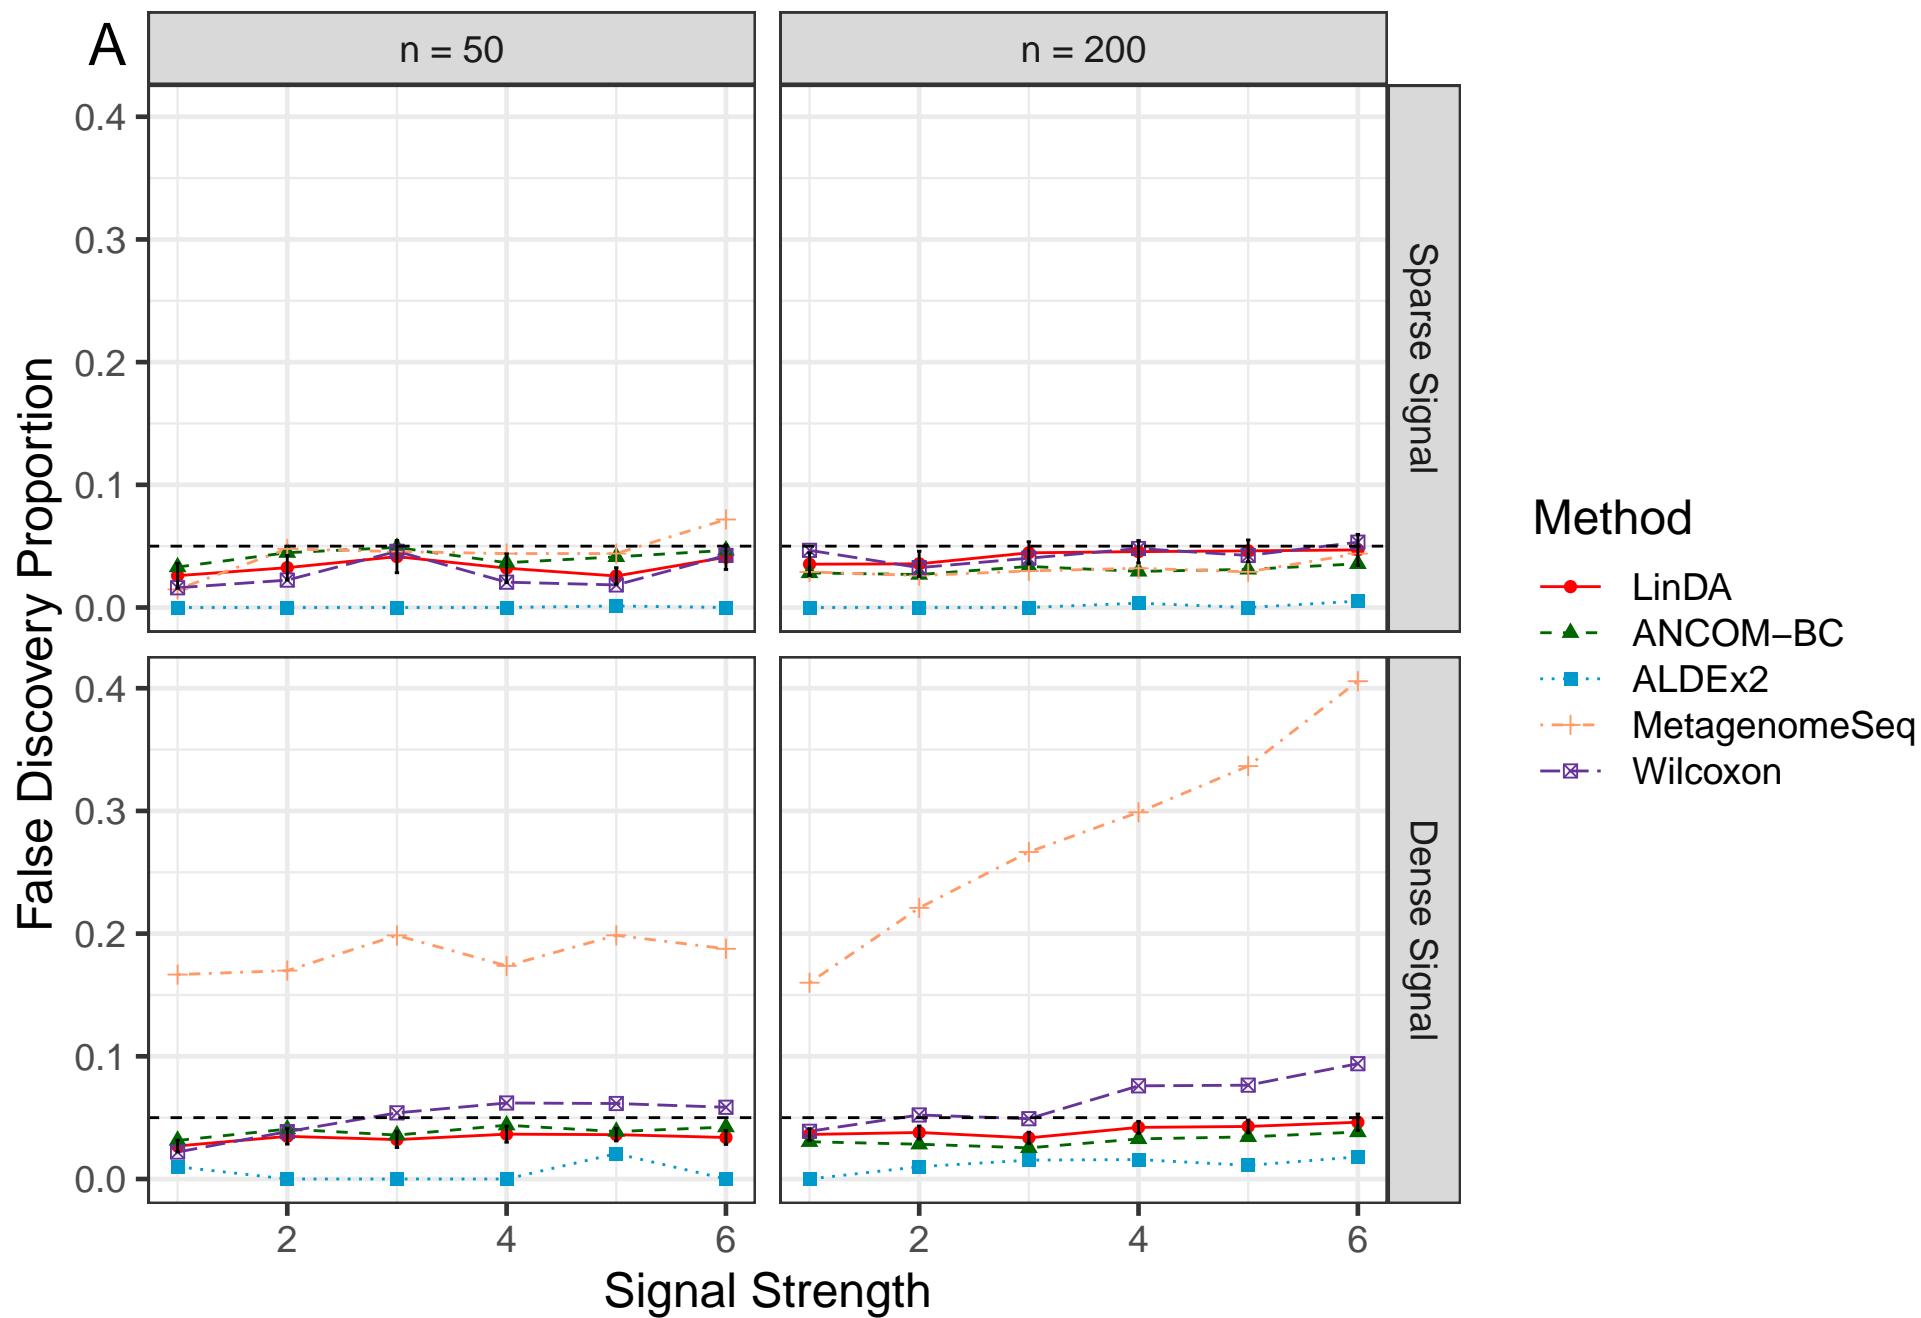 A
n = 50
n = 200
0.4
0.3
0.2
0.1
0.0
Sparse Signal
0.4
0.3
0.2
0.1
0.0
Dense Signal
False Discovery Proportion
2
4
6
2
4
6
Signal Strength
Method
LinDA
ANCOM−BC
ALDEx2
MetagenomeSeq
Wilcoxon